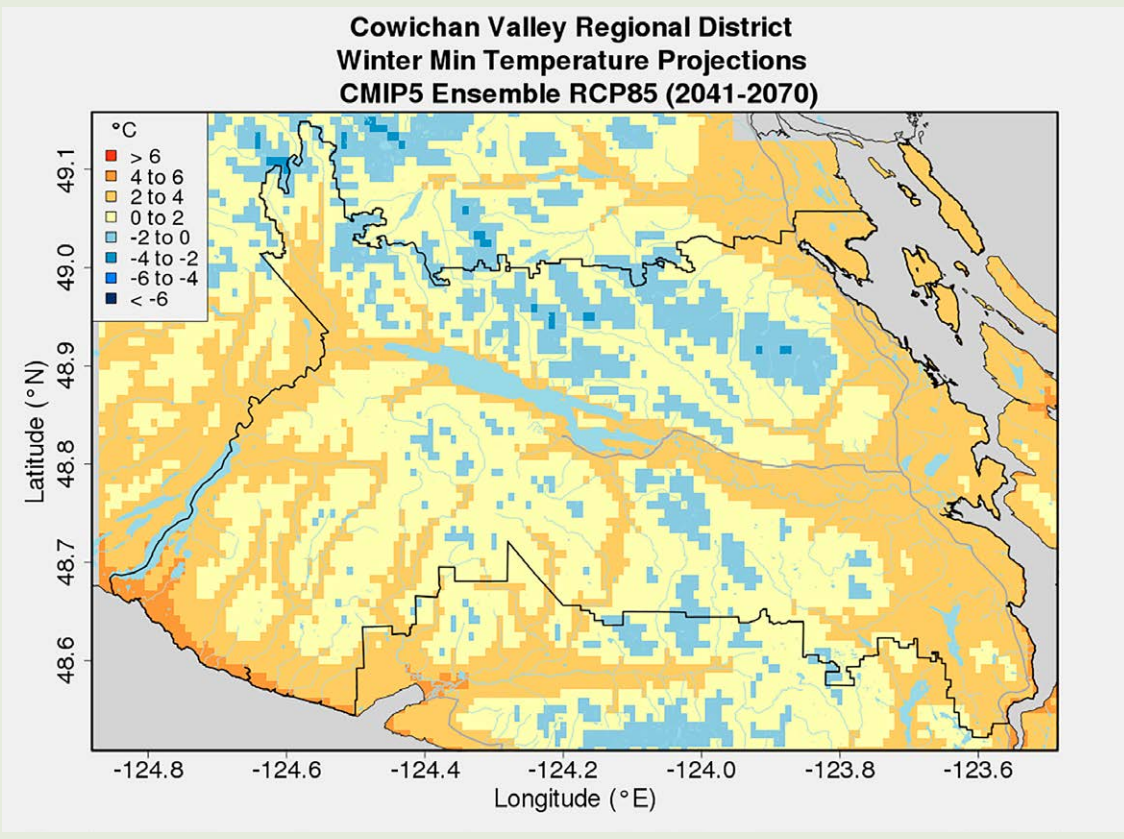 Cowichan Valley Regional District
Winter Min Temperature Projections
CMIP5 Ensemble RCP85 (2041-2070)
°C
> 6
4 to 6
2 to 4
0 to 2
-2 to 0
-4 to -2
-6 to -4
< -6
49.1
49.0
48.9
48.8
48.7
48.6
Latitude (°N)
-124.8 -124.6 -124.4 -124.2 -124.0 -123.8 -123.6
Longitude (°E)